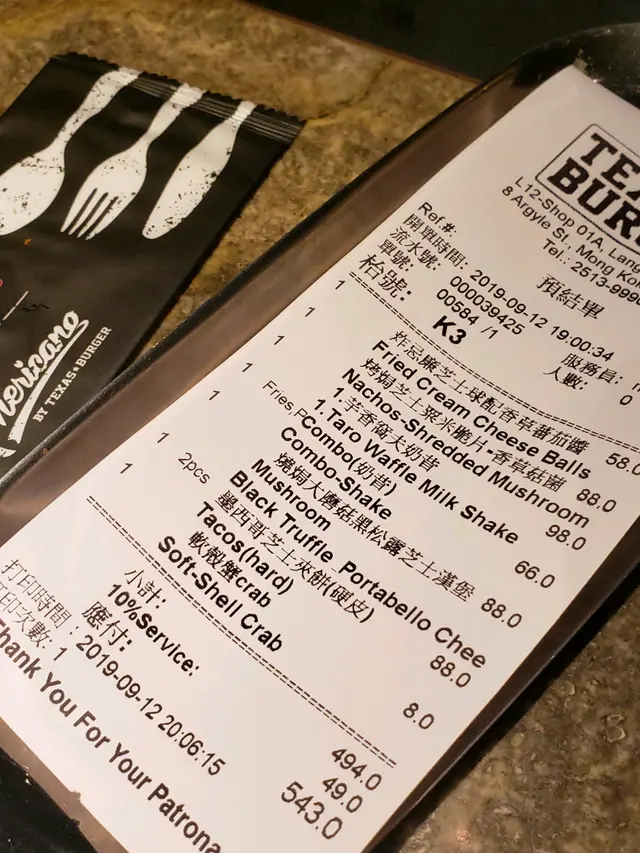 mericano
BY TEXAS★BURGER
TE
BUR
L12-Shop 01A, Lan
8 Argyle St., Mong Ko
Tel.: 2513-999
預結單
Ref.#:
開單時間: 2019-09-12 19:00:34
流水號: 000039425 服務員:
單號: 00584 /1 人數: 0
枱號: K3
1 炸忌廉芝士球配香草蕃茄醬 58.0
Fried Cream Cheese Balls
1 燒焗芝士粟米脆片+香草菇菌 88.0
Nachos-Shredded Mushroom
1 1芋香窩夫奶昔 98.0
1.Taro Waffle Milk Shake
1 Combo(奶昔) 66.0
Fries,P Combo-Shake
1 燒焗大蘑菇黑松露芝士漢堡 88.0
Mushroom Black Truffle, Portabello Chee
1 墨西哥芝士夾餅(硬皮) 88.0
2pcs Tacos(hard)
1 軟殼蟹crab 8.0
Soft-Shell Crab
小計: 494.0
10%Service: 49.0
應付: 543.0
打印時間: 2019-09-12 20:06:15
印次數: 1
Thank You For Your Patrona